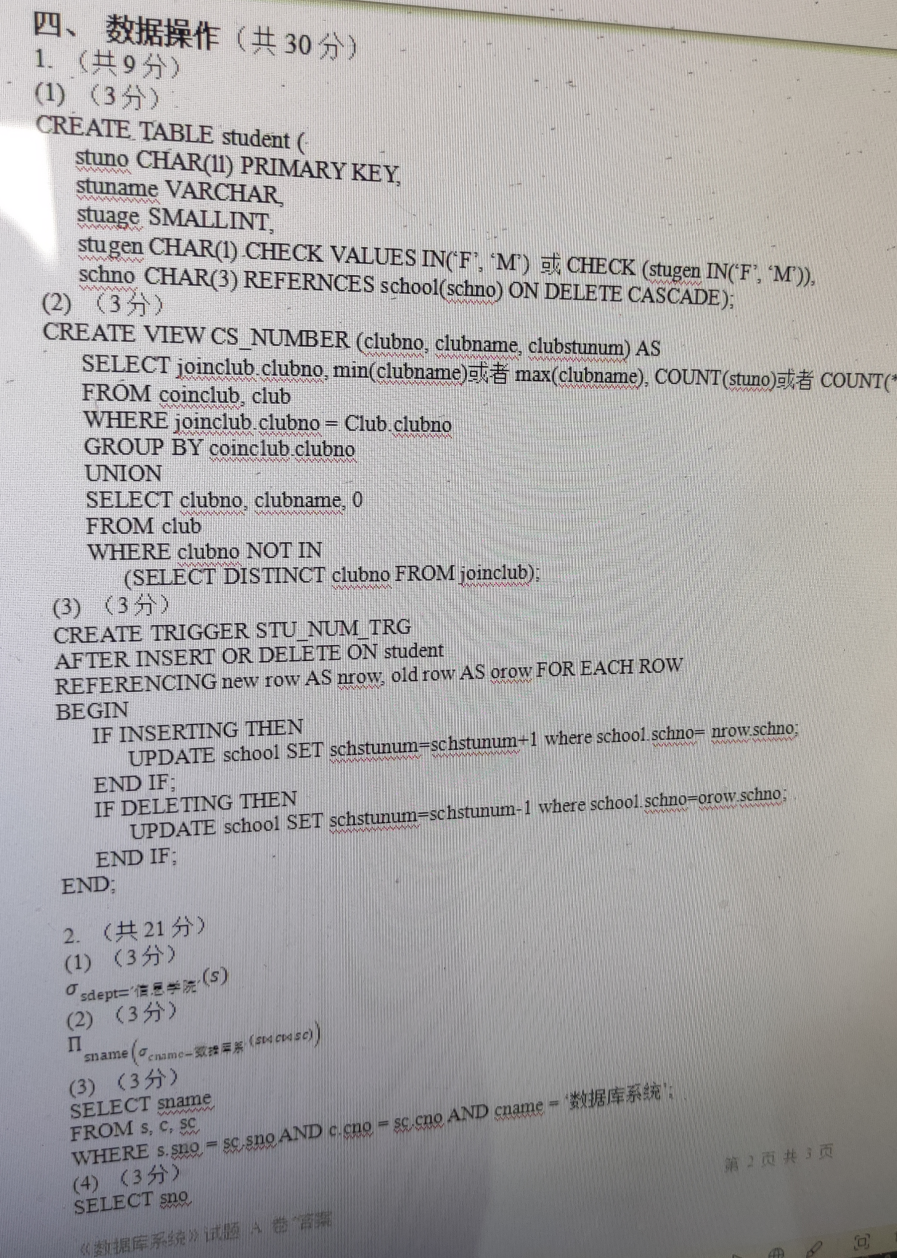 四、 数据操作（共 30 分）
1. （共 9 分）
(1) （3 分）
CREATE TABLE student (
stuno CHAR(11) PRIMARY KEY,
stuname VARCHAR,
stuage SMALLINT,
stugen CHAR(1) CHECK VALUES IN(‘F’, ‘M’) 或 CHECK (stugen IN(‘F’, ‘M’)),
schno CHAR(3) REFERNCES school(schno) ON DELETE CASCADE);
(2) （3 分）
CREATE VIEW CS_NUMBER (clubno, clubname, clubstunum) AS
SELECT joinclub.clubno, min(clubname)或者 max(clubname), COUNT(stuno)或者 COUNT(*
FROM coinclub, club
WHERE joinclub.clubno = Club.clubno
GROUP BY coinclub.clubno
UNION
SELECT clubno, clubname, 0
FROM club
WHERE clubno NOT IN
(SELECT DISTINCT clubno FROM joinclub);
(3) （3 分）
CREATE TRIGGER STU_NUM_TRG
AFTER INSERT OR DELETE ON student
REFERENCING new row AS nrow, old row AS orow FOR EACH ROW
BEGIN
IF INSERTING THEN
UPDATE school SET schstunum=schstunum+1 where school.schno= nrow.schno;
END IF;
IF DELETING THEN
UPDATE school SET schstunum=schstunum-1 where school.schno=orow.schno;
END IF;
END;
2. （共 21 分）
(1) （3 分）
σ sdept='信息学院'(s)
(2) （3 分）
Π sname(σ cname=数据库系 (s⋈c⋈sc))
(3) （3 分）
SELECT sname
FROM s, c, sc
WHERE s.sno = sc.sno AND c.cno = sc.cno AND cname = ‘数据库系统’;
(4) （3 分）
SELECT sno
第 2 页 共 3 页
《数据库系统》试题 A 卷 答案